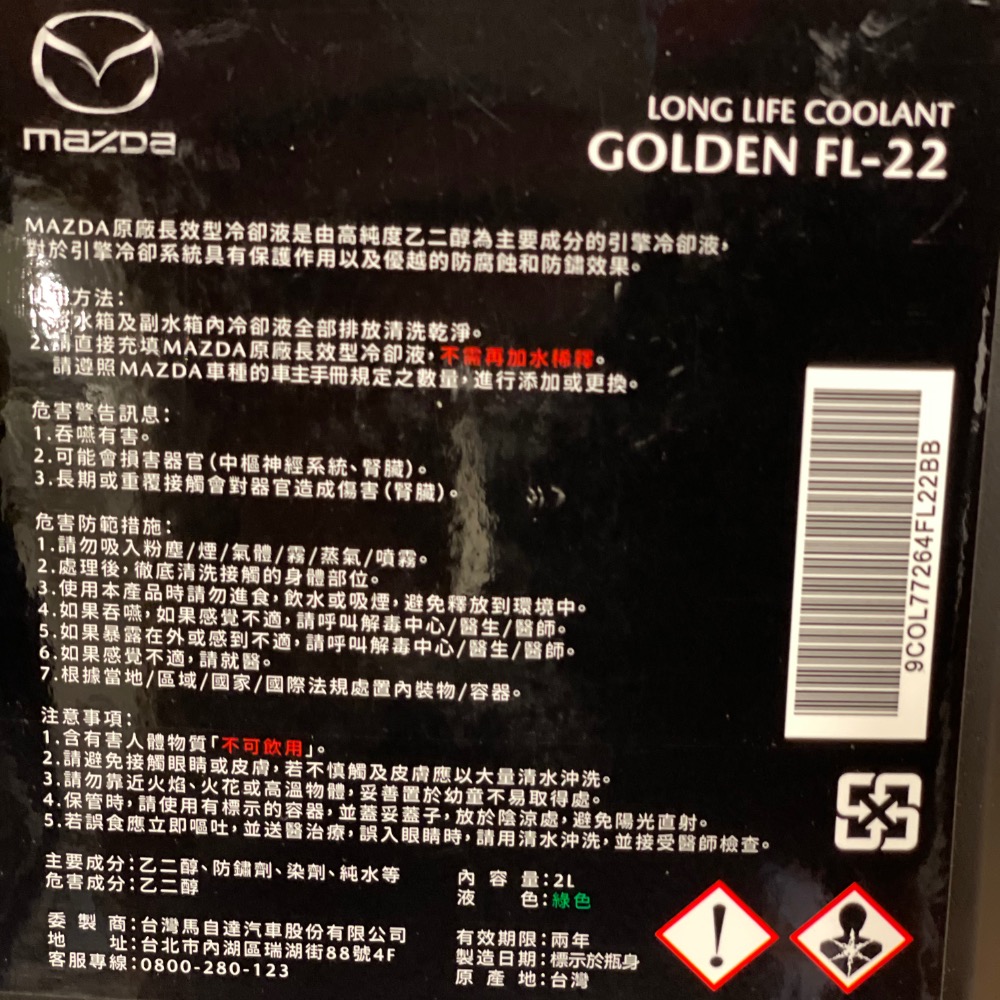 mazda
LONG LIFE COOLANT
GOLDEN FL-22
MAZDA原廠長效型冷卻液是由高純度乙二醇為主要成分的引擎冷卻液，
對於引擎冷卻系統具有保護作用以及優越的防腐蝕和防鏽效果。
方法：
水箱及副水箱內冷卻液全部排放清洗乾淨。
2.請直接充填MAZDA原廠長效型冷卻液，不需再加水稀釋。
請遵照MAZDA車種的車主手冊規定之數量，進行添加或更換。
危害警告訊息：
1.吞嚥有害。
2.可能會損害器官(中樞神經系統、腎臟)。
3.長期或重覆接觸會對器官造成傷害(腎臟)。
危害防範措施：
1.請勿吸入粉塵/煙/氣體/霧/蒸氣/噴霧。
2.處理後，徹底清洗接觸的身體部位。
3.使用本產品時請勿進食，飲水或吸煙，避免釋放到環境中。
4.如果吞嚥，如果感覺不適，請呼叫解毒中心/醫生/醫師。
5.如果暴露在外或感到不適，請呼叫解毒中心/醫生/醫師。
6.如果感覺不適，請就醫。
7.根據當地/區域/國家/國際法規處置內裝物/容器。
注意事項：
1.含有害人體物質「不可飲用」。
2.請避免接觸眼睛或皮膚，若不慎觸及皮膚應以大量清水沖洗。
3.請勿靠近火焰、火花或高溫物體，妥善置於幼童不易取得處。
4.保管時，請使用有標示的容器，並蓋妥蓋子，放於陰涼處，避免陽光直射。
5.若誤食應立即嘔吐，並送醫治療，誤入眼睛時，請用清水沖洗，並接受醫師檢查。
主要成分：乙二醇、防鏽劑、染劑、純水等
危害成分：乙二醇
委製商：台灣馬自達汽車股份有限公司
地址：台北市內湖區瑞湖街88號4F
客服專線：0800-280-123
內容量：2L
液色：綠色
有效期限：兩年
製造日期：標示於瓶身
原產地：台灣
9COL77264FL22BB